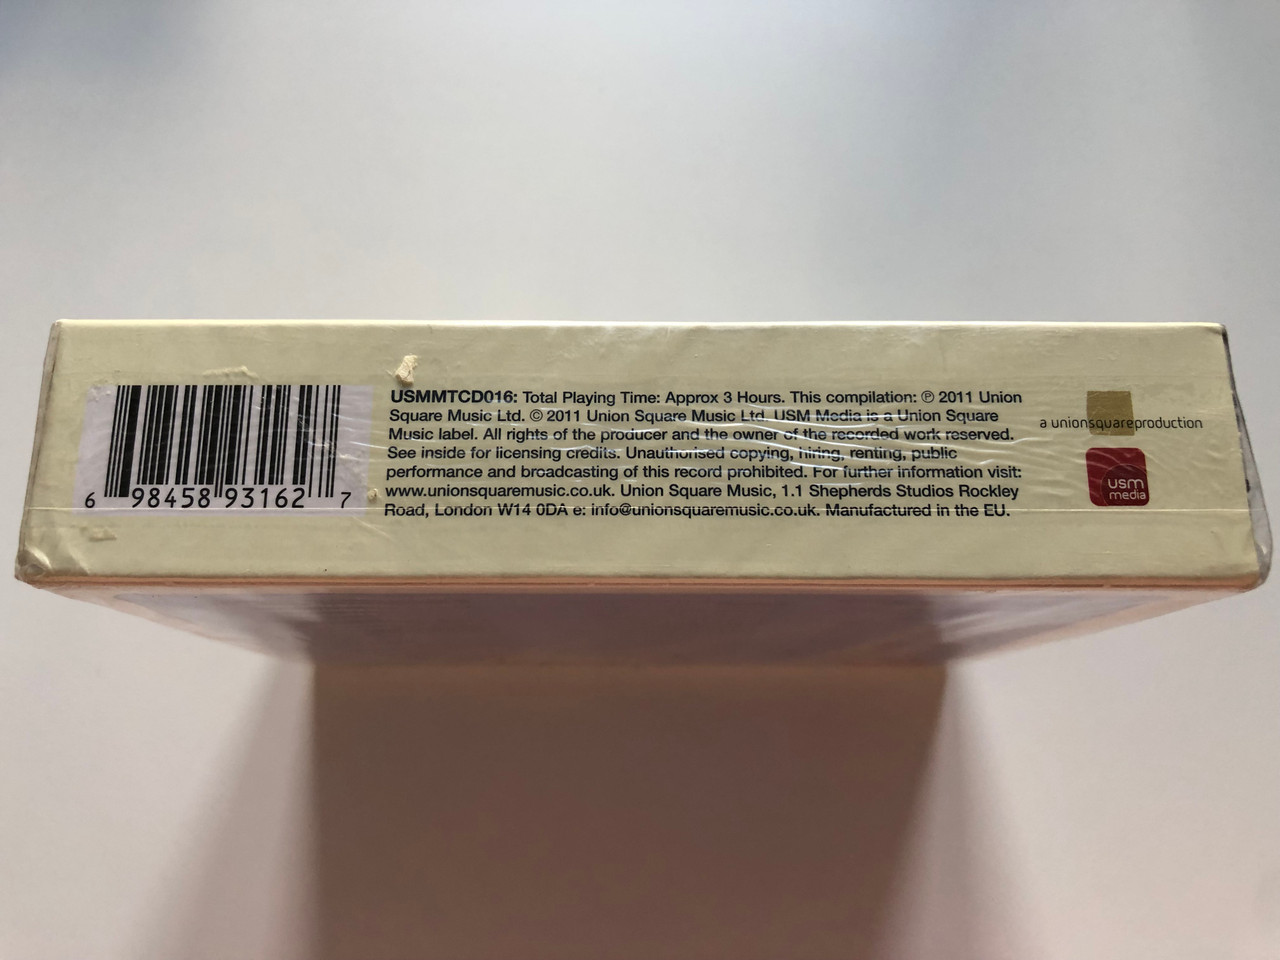 6 98458 93162 7
USMMTCD016: Total Playing Time: Approx 3 Hours. This compilation: ℗ 2011 Union
Square Music Ltd. © 2011 Union Square Music Ltd. USM Media is a Union Square
Music label. All rights of the producer and the owner of the recorded work reserved.
See inside for licensing credits. Unauthorised copying, hiring, renting, public
performance and broadcasting of this record prohibited. For further information visit:
www.unionsquaremusic.co.uk. Union Square Music, 1.1 Shepherds Studios Rockley
Road, London W14 0DA e: info@unionsquaremusic.co.uk. Manufactured in the EU.
a unionsquareproduction
usm
media